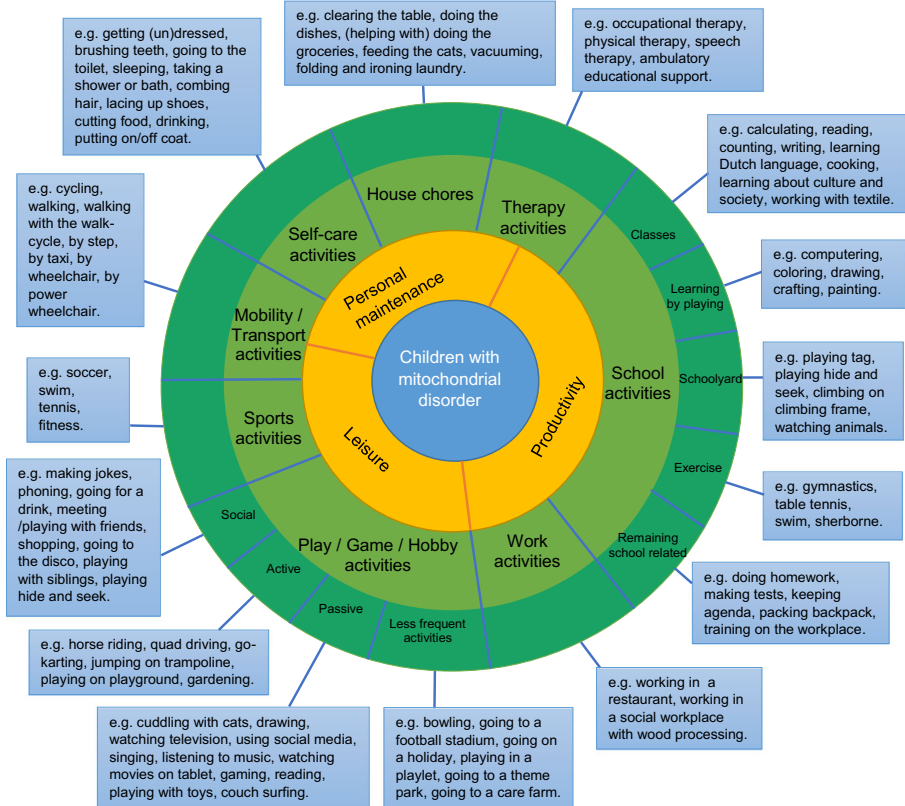 e.g. getting (un)dressed,
brushing teeth, going to the
toilet, sleeping, taking a
shower or bath, combing
hair, lacing up shoes,
cutting food, drinking,
putting on/off coat.
e.g. clearing the table, doing the
dishes, (helping with) doing the
groceries, feeding the cats, vacuuming,
folding and ironing laundry.
e.g. occupational therapy,
physical therapy, speech
therapy, ambulatory
educational support.
e.g. calculating, reading,
counting, writing, learning
Dutch language, cooking,
learning about culture and
society, working with textile.
e.g. cycling,
walking, walking
with the walk-
cycle, by step,
by taxi, by
wheelchair, by
power
wheelchair.
House chores
Therapy
activities
Self-care
activities
Classes
Personal
maintenance
Learning
by playing
e.g. computering,
coloring, drawing,
crafting, painting.
Mobility /
Transport
activities
Children with
mitochondrial
disorder
School
activities
Schoolyard
e.g. playing tag,
playing hide and
seek, climbing on
climbing frame,
watching animals.
e.g. soccer,
swim,
tennis,
fitness.
Sports
activities
Leisure
Productivity
Exercise
e.g. gymnastics,
table tennis,
swim, sherborne.
e.g. making jokes,
phoning, going for a
drink, meeting
/playing with friends,
shopping, going to
the disco, playing
with siblings, playing
hide and seek.
Social
Active
Passive
Less frequent
activities
Play / Game / Hobby
activities
Work
activities
Remaining
school related
e.g. doing homework,
making tests, keeping
agenda, packing backpack,
training on the workplace.
e.g. horse riding, quad driving, go-
karting, jumping on trampoline,
playing on playground, gardening.
e.g. cuddling with cats, drawing,
watching television, using social media,
singing, listening to music, watching
movies on tablet, gaming, reading,
playing with toys, couch surfing.
e.g. bowling, going to a
football stadium, going on
a holiday, playing in a
playlet, going to a theme
park, going to a care farm.
e.g. working in a
restaurant, working in
a social workplace
with wood processing.